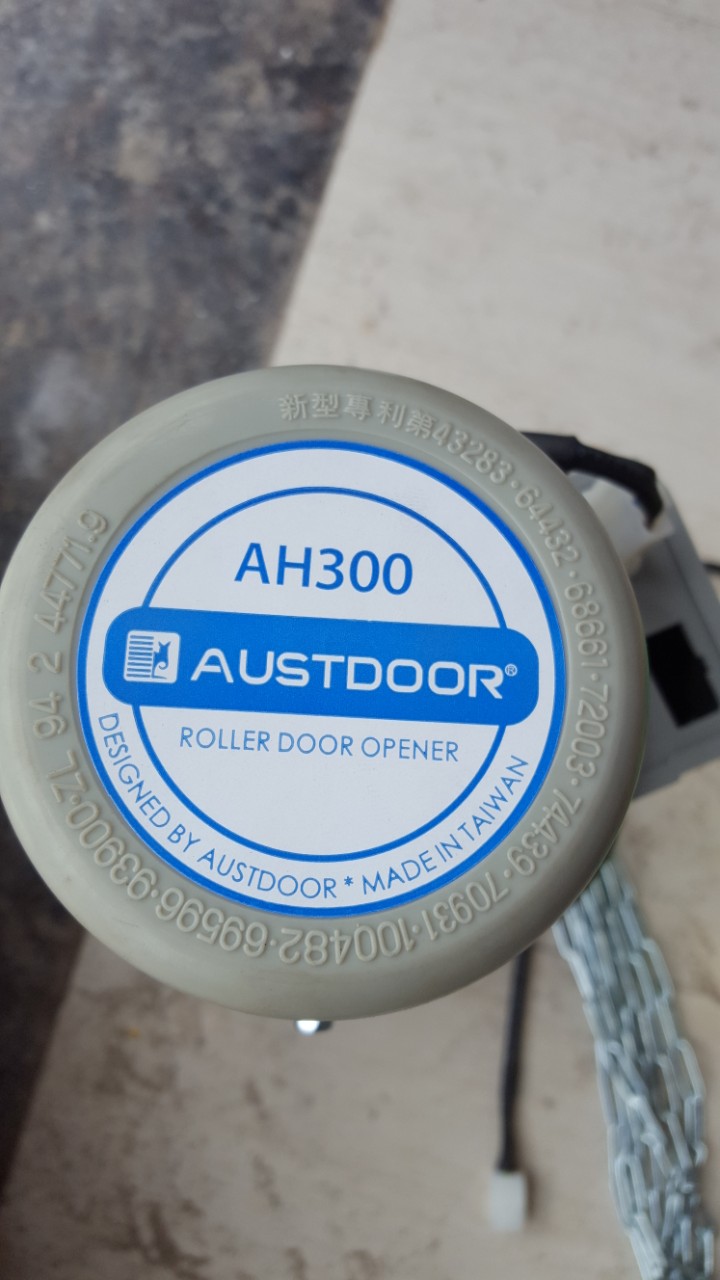 AH300
AUSTDOOR®
ROLLER DOOR OPENER
DESIGNED BY AUSTDOOR * MADE IN TAIWAN
新型專利第43283·64432·68661·72003·74439·70931·100482·69596·93900·ZL 94 2 44771.9